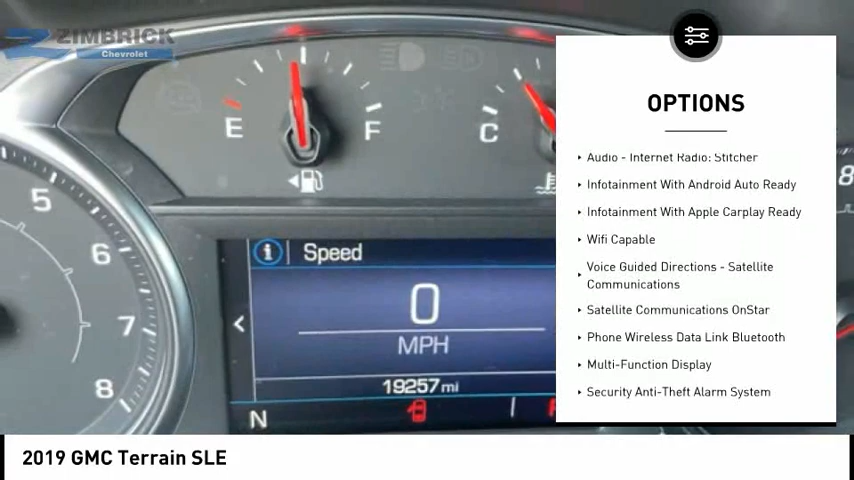 ZIMBRICK
Chevrolet
E
F
C
5
6
7
8
8
Speed
0
MPH
19257 mi
N
OPTIONS
Audio - Internet Radio: Stitcher
Infotainment With Android Auto Ready
Infotainment With Apple Carplay Ready
Wifi Capable
Voice Guided Directions - Satellite
Communications
Satellite Communications OnStar
Phone Wireless Data Link Bluetooth
Multi-Function Display
Security Anti-Theft Alarm System
2019 GMC Terrain SLE